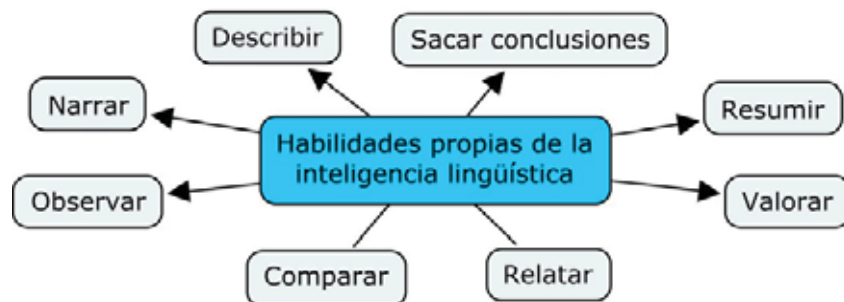 Describir
Sacar conclusiones
Narrar
Resumir
Habilidades propias de la
inteligencia lingüística
Observar
Valorar
Comparar
Relatar